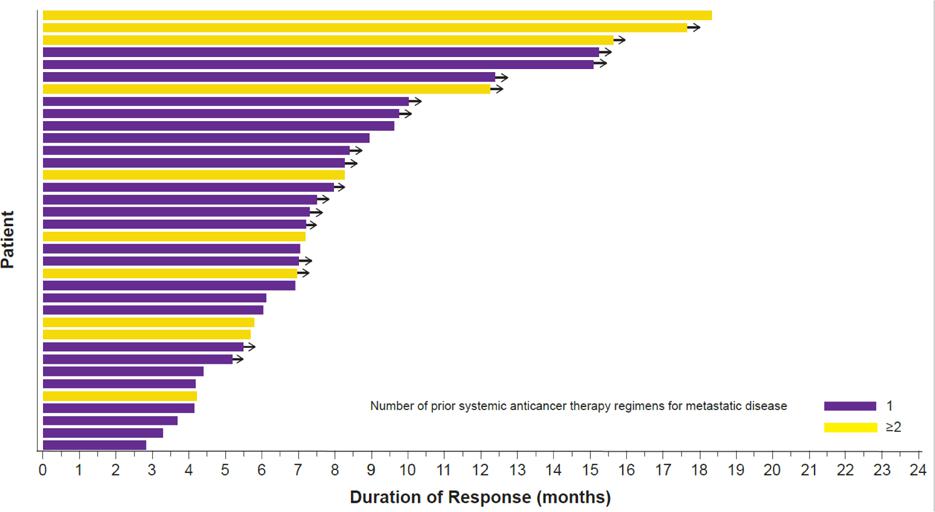 Patient
Number of prior systemic anticancer therapy regimens for metastatic disease
1
≥2
0 1 2 3 4 5 6 7 8 9 10 11 12 13 14 15 16 17 18 19 20 21 22 23 24
Duration of Response (months)